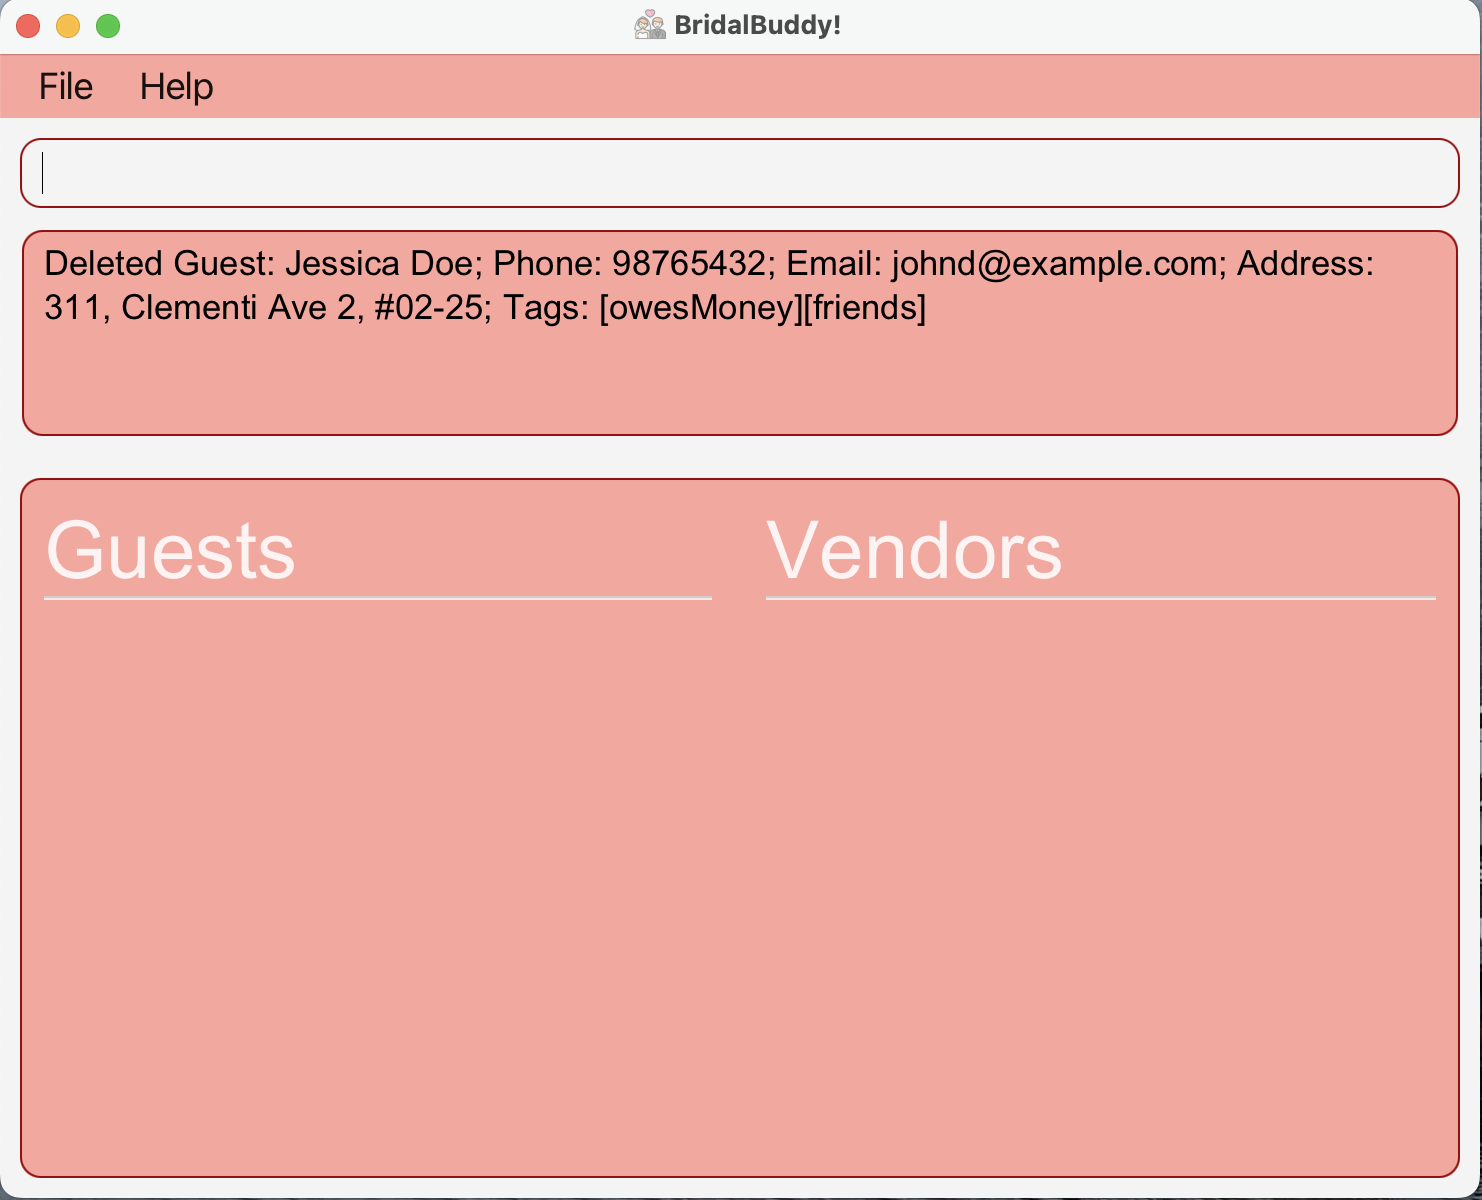 BridalBuddy!
File Help
Deleted Guest: Jessica Doe; Phone: 98765432; Email: johnd@example.com; Address:
311, Clementi Ave 2, #02-25; Tags: [owesMoney][friends]
Guests Vendors